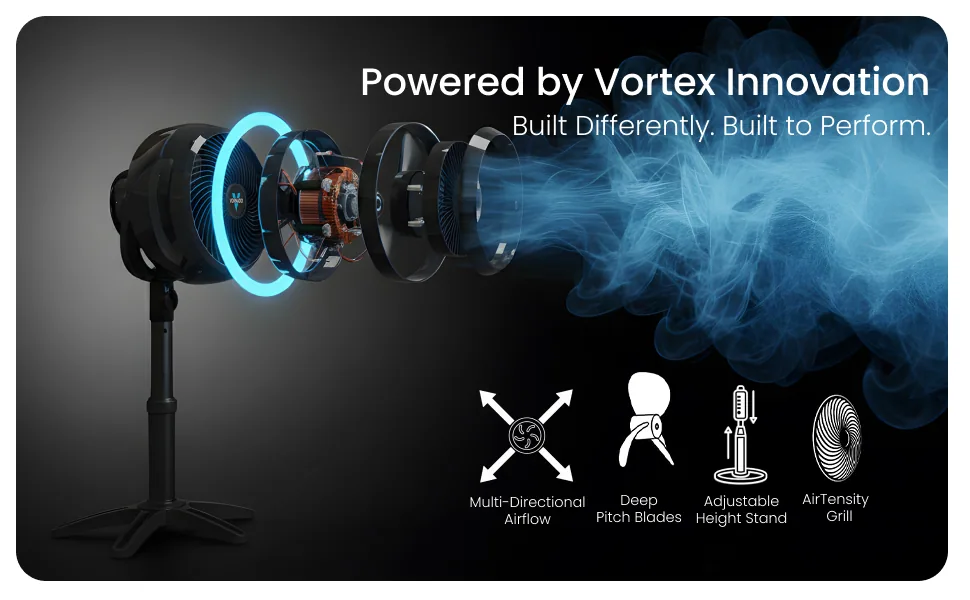 Powered by Vortex Innovation
Built Differently. Built to Perform.
VORNADO
Multi-Directional
Airflow
Deep
Pitch Blades
Adjustable
Height Stand
AirTensity
Grill